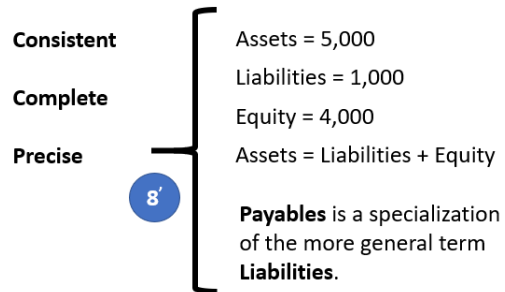 Consistent
Complete
Precise
8′
Assets = 5,000
Liabilities = 1,000
Equity = 4,000
Assets = Liabilities + Equity
Payables is a specialization
of the more general term
Liabilities.